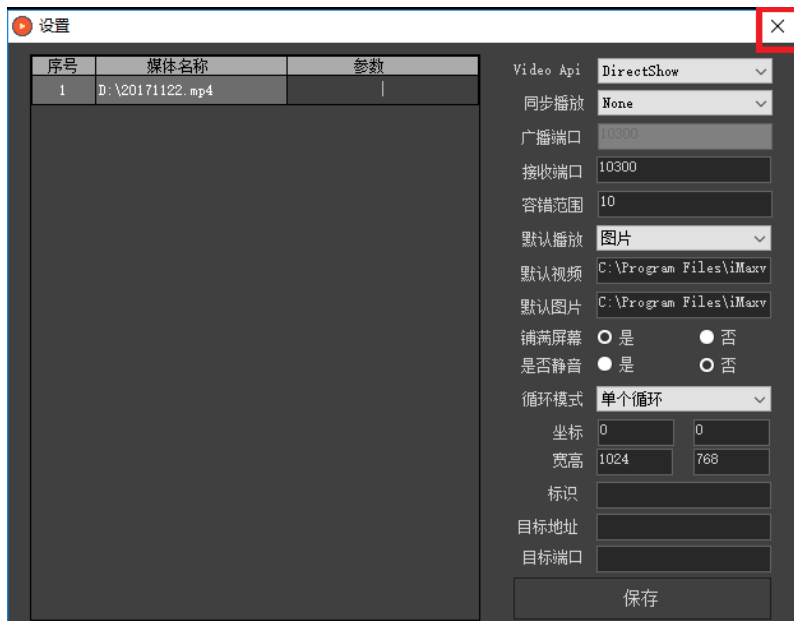 设置
序号 媒体名称 参数
1 D:\20171122.mp4
Video Api DirectShow
同步播放 None
广播端口 10300
接收端口 10300
容错范围 10
默认播放 图片
默认视频 C:\Program Files\iMaxv
默认图片 C:\Program Files\iMaxv
铺满屏幕 是 否
是否静音 是 否
循环模式 单个循环
坐标 0 0
宽高 1024 768
标识
目标地址
目标端口
保存